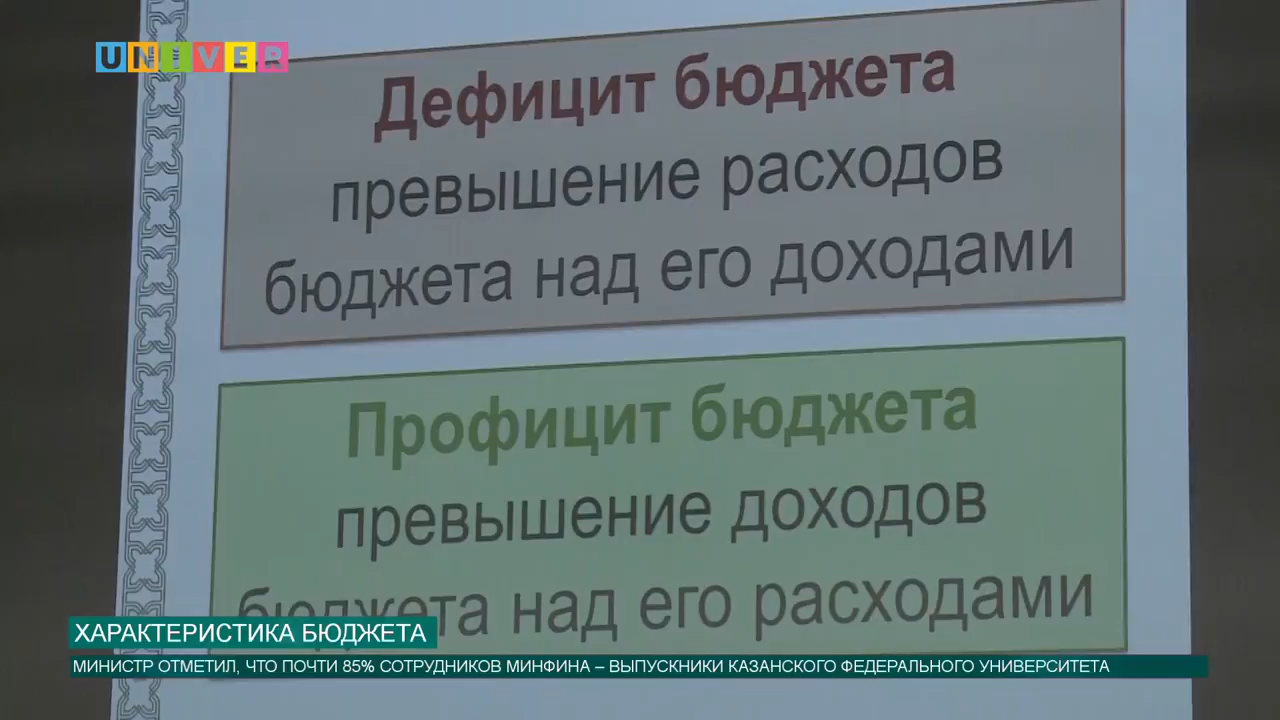 UNIVER
Дефицит бюджета
превышение расходов
бюджета над его доходами
Профицит бюджета
превышение доходов
бюджета над его расходами
ХАРАКТЕРИСТИКА БЮДЖЕТА
МИНИСТР ОТМЕТИЛ, ЧТО ПОЧТИ 85% СОТРУДНИКОВ МИНФИНА – ВЫПУСКНИКИ КАЗАНСКОГО ФЕДЕРАЛЬНОГО УНИВЕРСИТЕТА